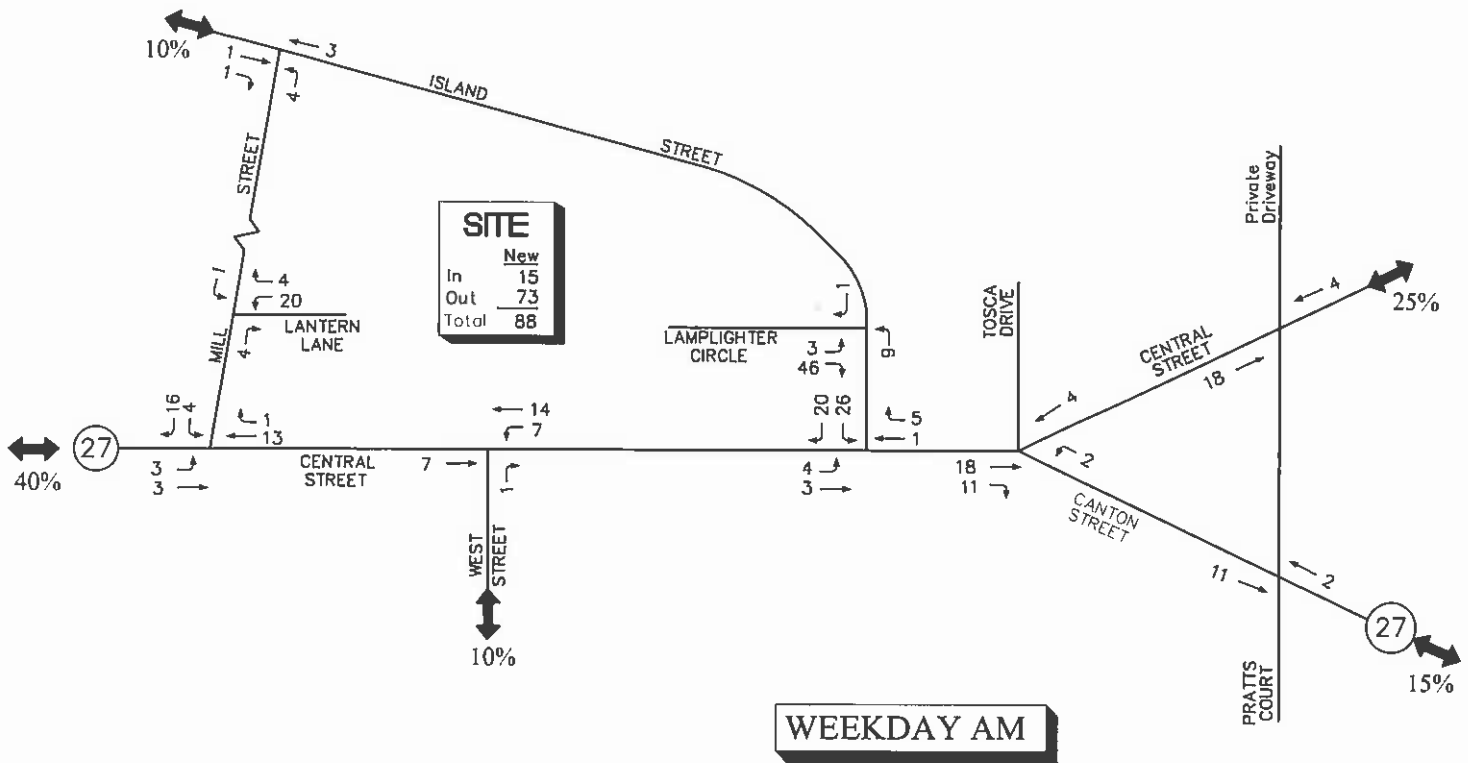 10%
1
1
3
4
ISLAND
STREET
STREET
SITE
New
In 15
Out 73
Total 88
Private
Driveway
1
4
20
LANTERN
LANE
MILL
4
1
LAMPLIGHTER
CIRCLE
3
46
9
TOSCA
DRIVE
4
25%
CENTRAL
STREET
18
4
16
4
1
13
14
7
20
26
5
1
27
40%
3
3
CENTRAL
STREET
7
1
4
3
18
11
2
CANTON
STREET
WEST
STREET
10%
11
2
27
15%
PRATTS
COURT
WEEKDAY AM